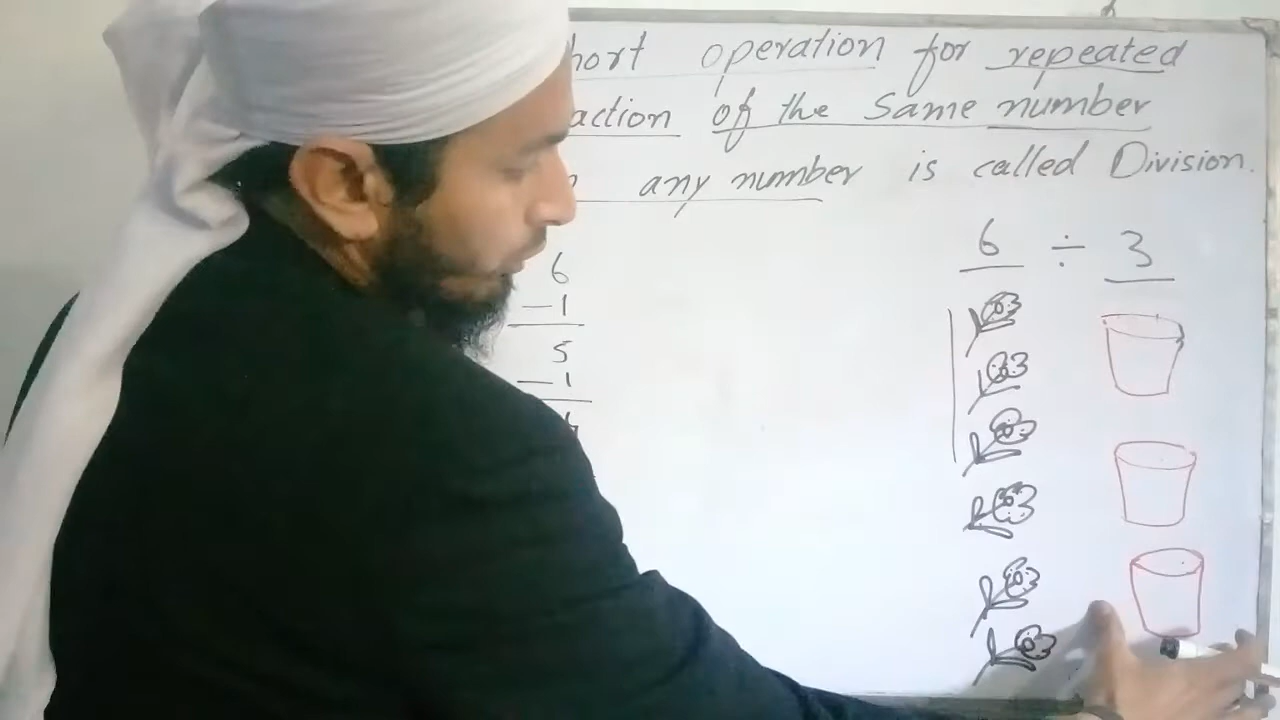 hort operation for repeated
action of the same number
any number is called Division.
6 ÷ 3
6
—1
5
—1